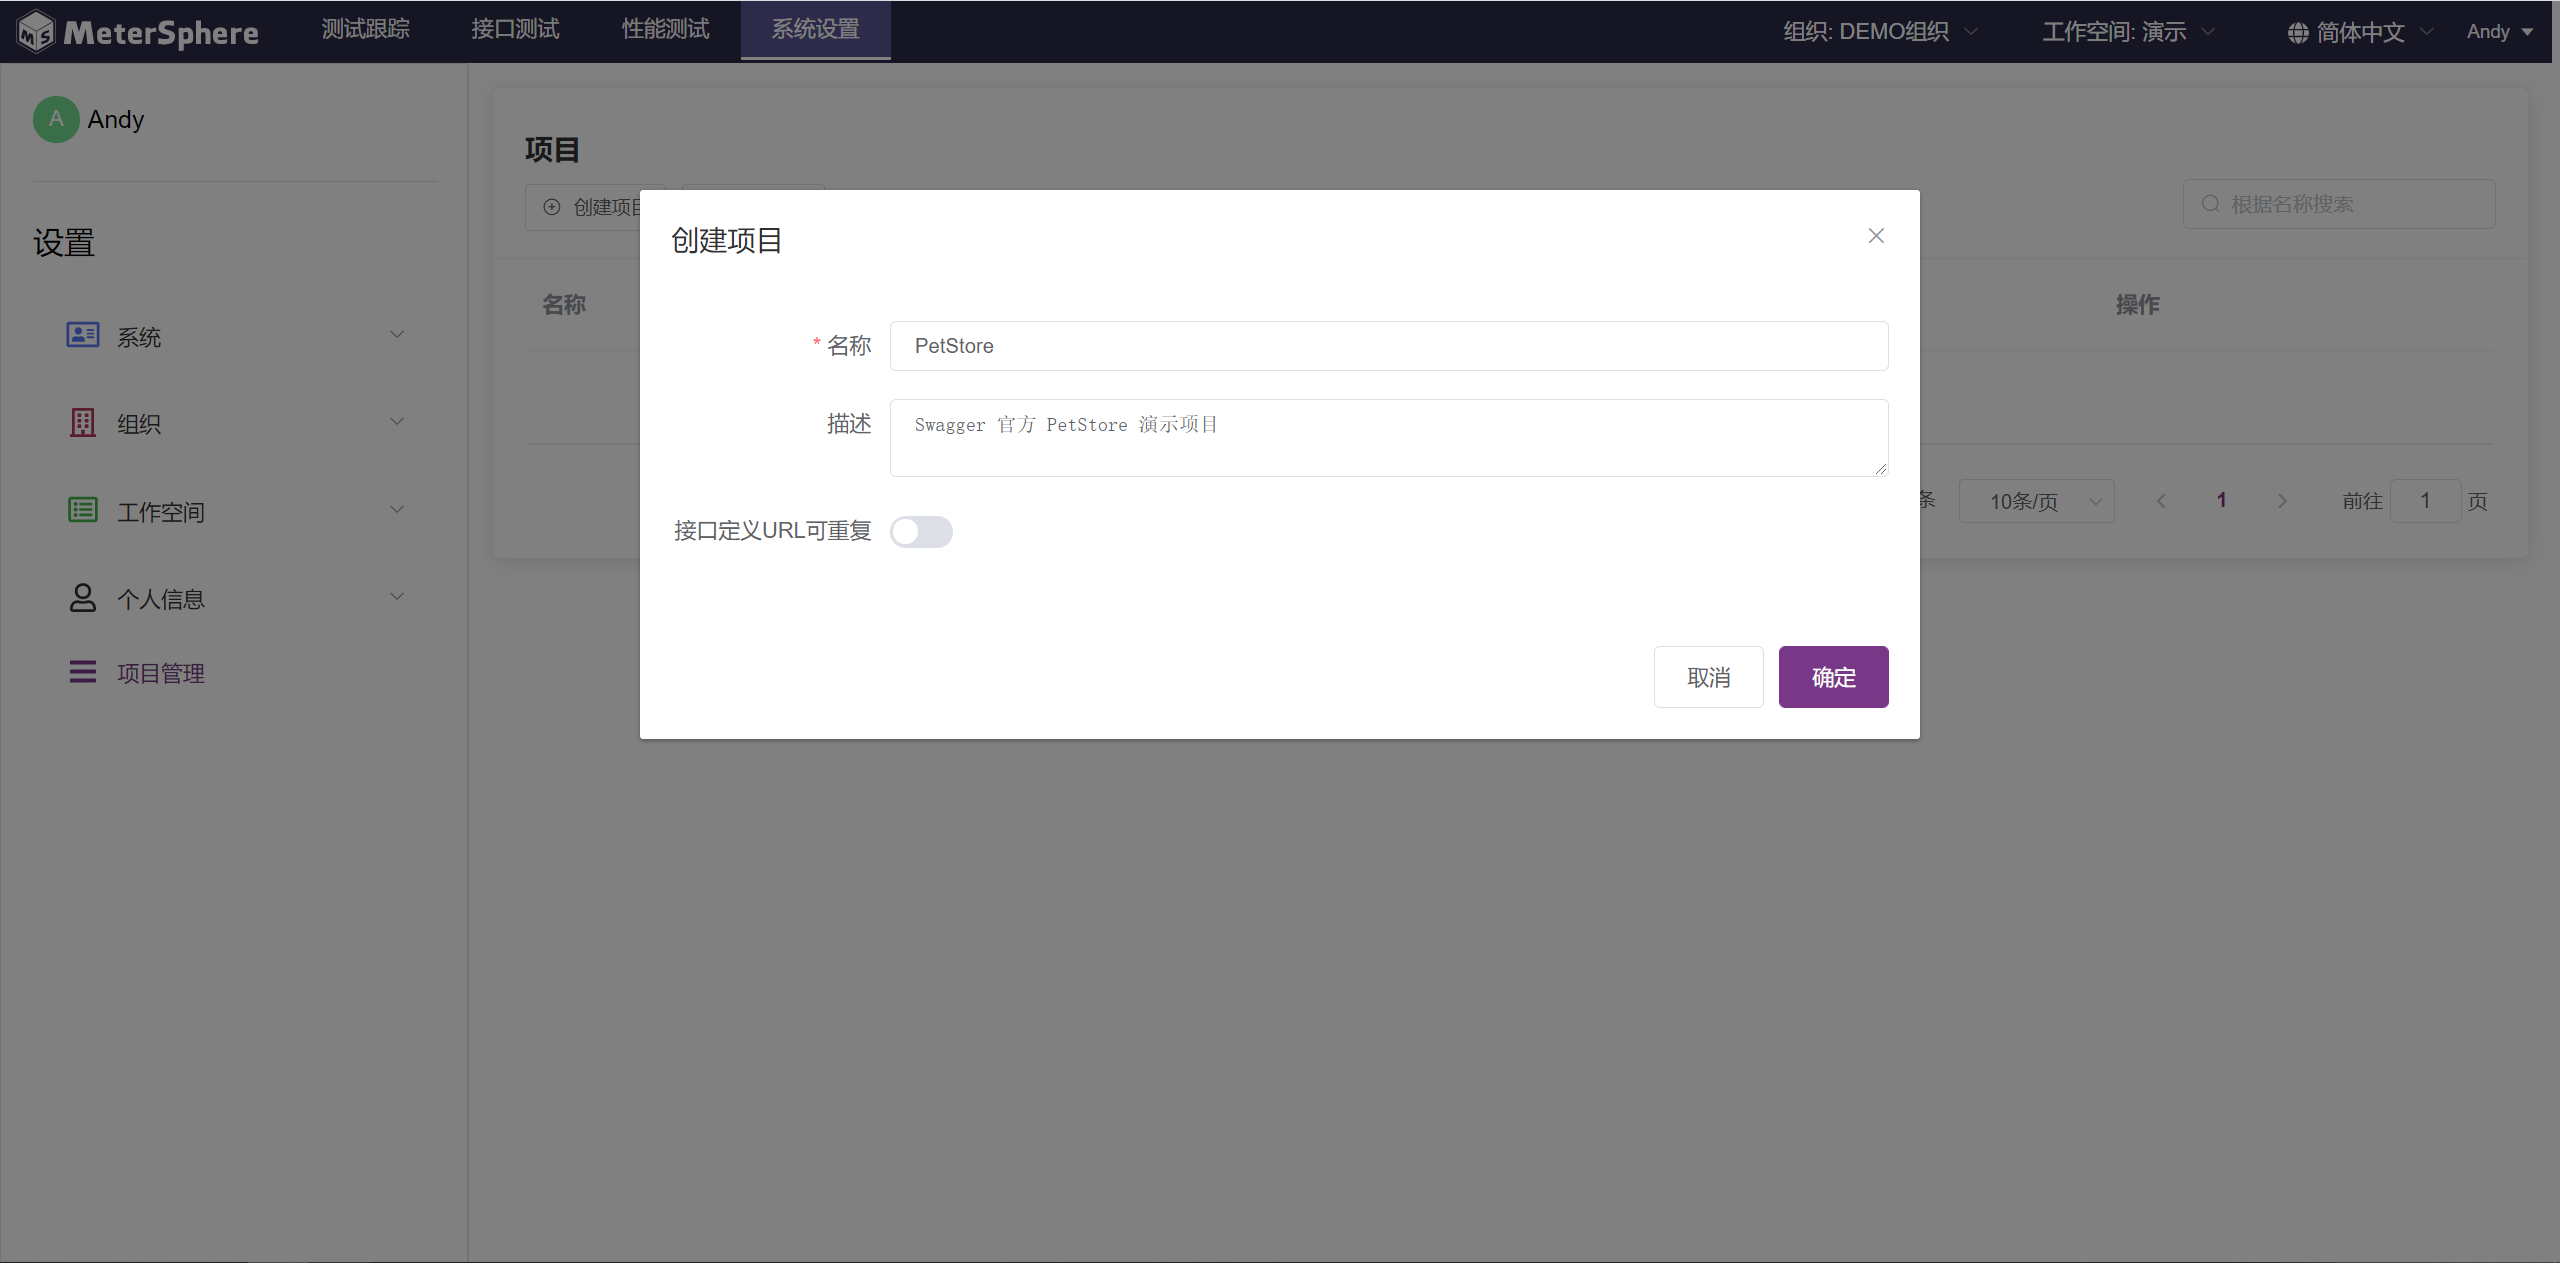 MeterSphere 测试跟踪 接口测试 性能测试 系统设置 组织: DEMO组织 工作空间: 演示 简体中文 Andy
A Andy
设置
系统
组织
工作空间
个人信息
项目管理
项目
创建项目
根据名称搜索
名称 操作
条 10条/页 1 前往 1 页
创建项目
* 名称 PetStore
描述 Swagger 官方 PetStore 演示项目
接口定义URL可重复
取消 确定